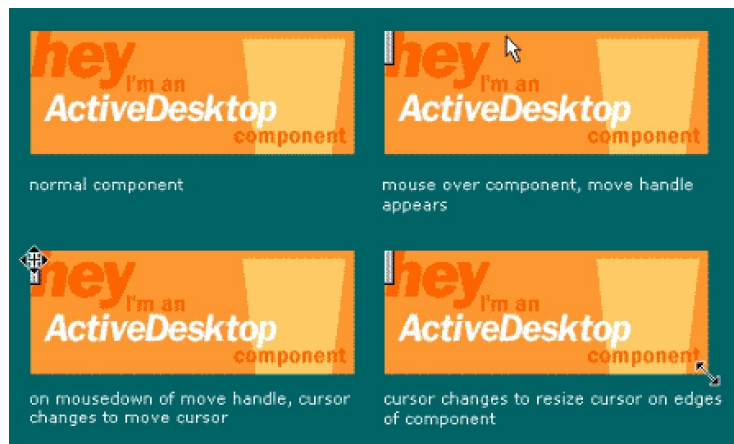 hey
I'm an
ActiveDesktop
component
normal component
hey
I'm an
ActiveDesktop
component
mouse over component, move handle
appears
hey
I'm an
ActiveDesktop
component
on mousedown of move handle, cursor
changes to move cursor
hey
I'm an
ActiveDesktop
component
cursor changes to resize cursor on edges
of component